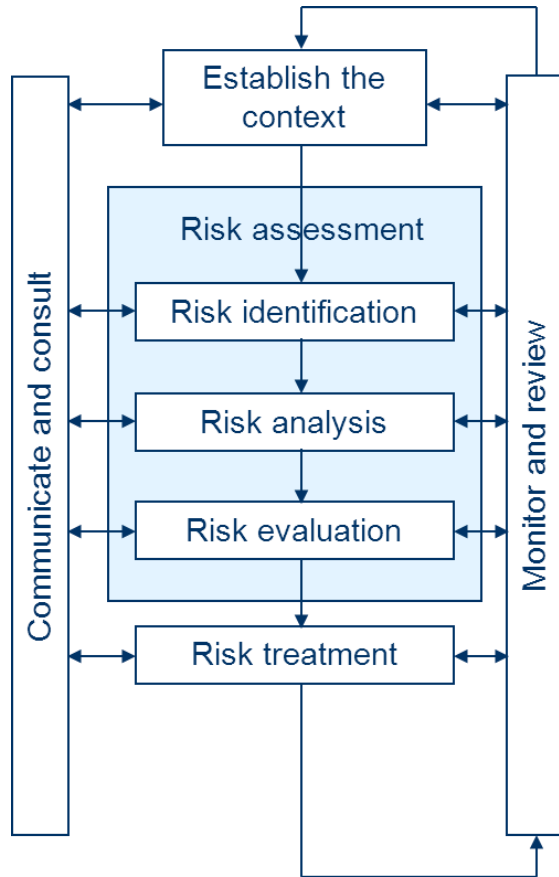 Establish the
context
Risk assessment
Risk identification
Risk analysis
Risk evaluation
Risk treatment
Communicate and consult
Monitor and review